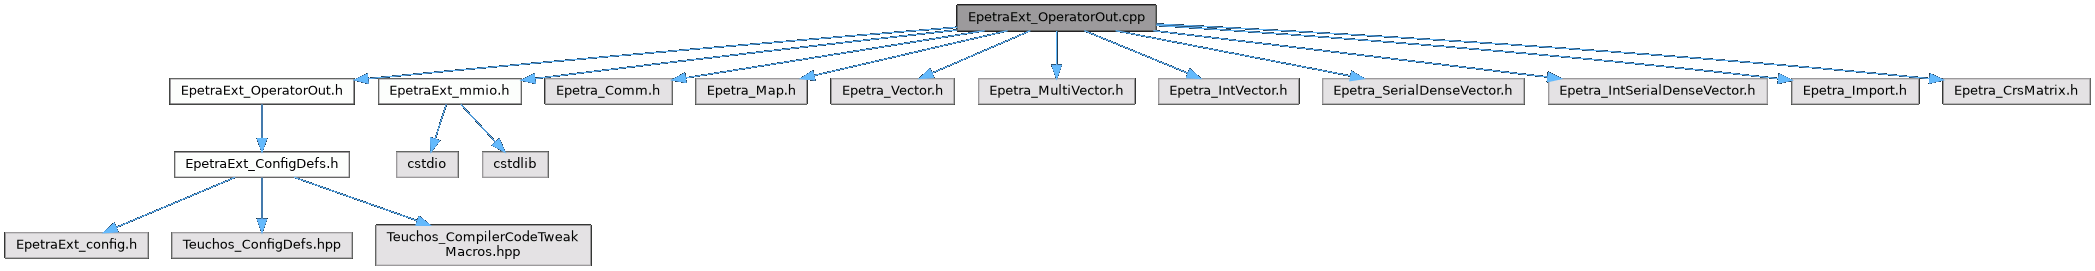 EpetraExt_OperatorOut.cpp
EpetraExt_OperatorOut.h
EpetraExt_mmio.h
Epetra_Comm.h
Epetra_Map.h
Epetra_Vector.h
Epetra_MultiVector.h
Epetra_IntVector.h
Epetra_SerialDenseVector.h
Epetra_IntSerialDenseVector.h
Epetra_Import.h
Epetra_CrsMatrix.h
EpetraExt_ConfigDefs.h
cstdio
cstdlib
EpetraExt_config.h
Teuchos_ConfigDefs.hpp
Teuchos_CompilerCodeTweak
Macros.hpp